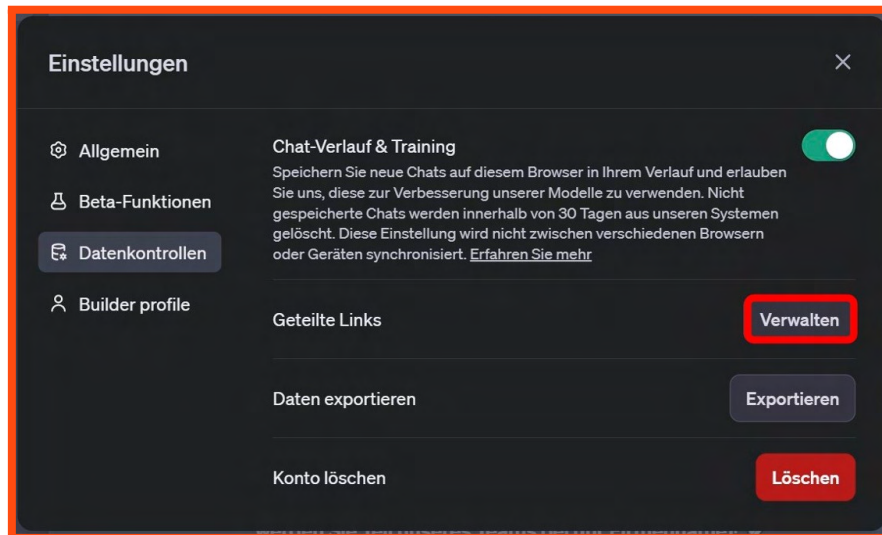 Einstellungen
Allgemein
Beta-Funktionen
Datenkontrollen
Builder profile
Chat-Verlauf & Training
Speichern Sie neue Chats auf diesem Browser in Ihrem Verlauf und erlauben
Sie uns, diese zur Verbesserung unserer Modelle zu verwenden. Nicht
gespeicherte Chats werden innerhalb von 30 Tagen aus unseren Systemen
gelöscht. Diese Einstellung wird nicht zwischen verschiedenen Browsern
oder Geräten synchronisiert. Erfahren Sie mehr
Geteilte Links
Verwalten
Daten exportieren
Exportieren
Konto löschen
Löschen